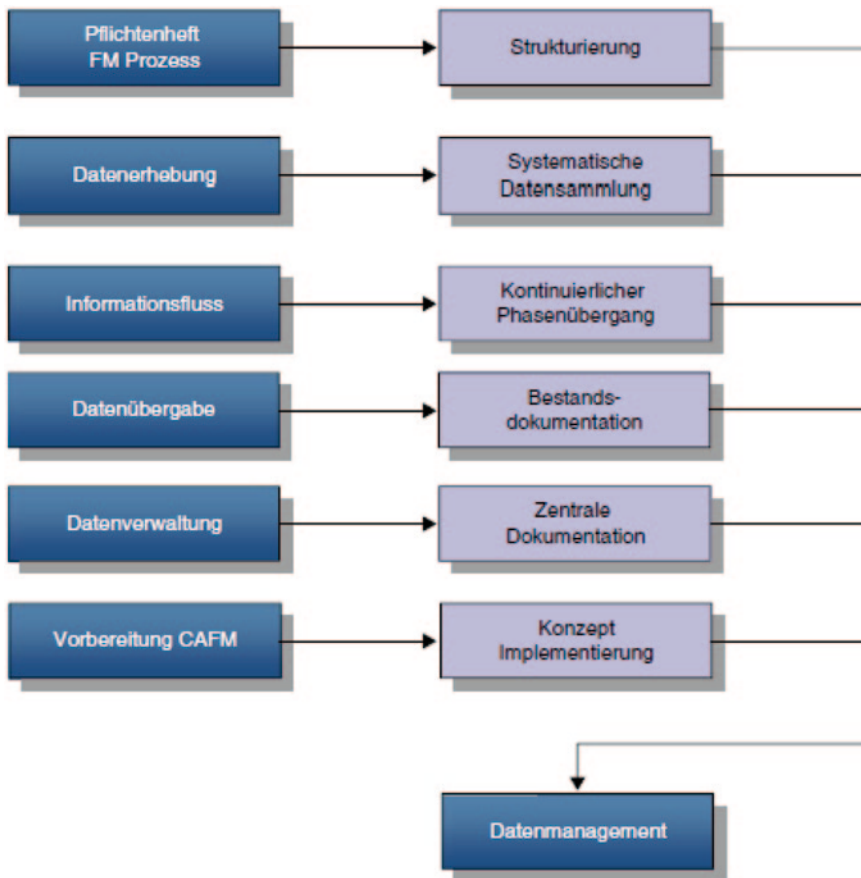 Pflichtenheft
FM Prozess
Strukturierung
Datenerhebung
Systematische
Datensammlung
Informationsfluss
Kontinuierlicher
Phasenübergang
Datenübergabe
Bestands-
dokumentation
Datenverwaltung
Zentrale
Dokumentation
Vorbereitung CAFM
Konzept
Implementierung
Datenmanagement